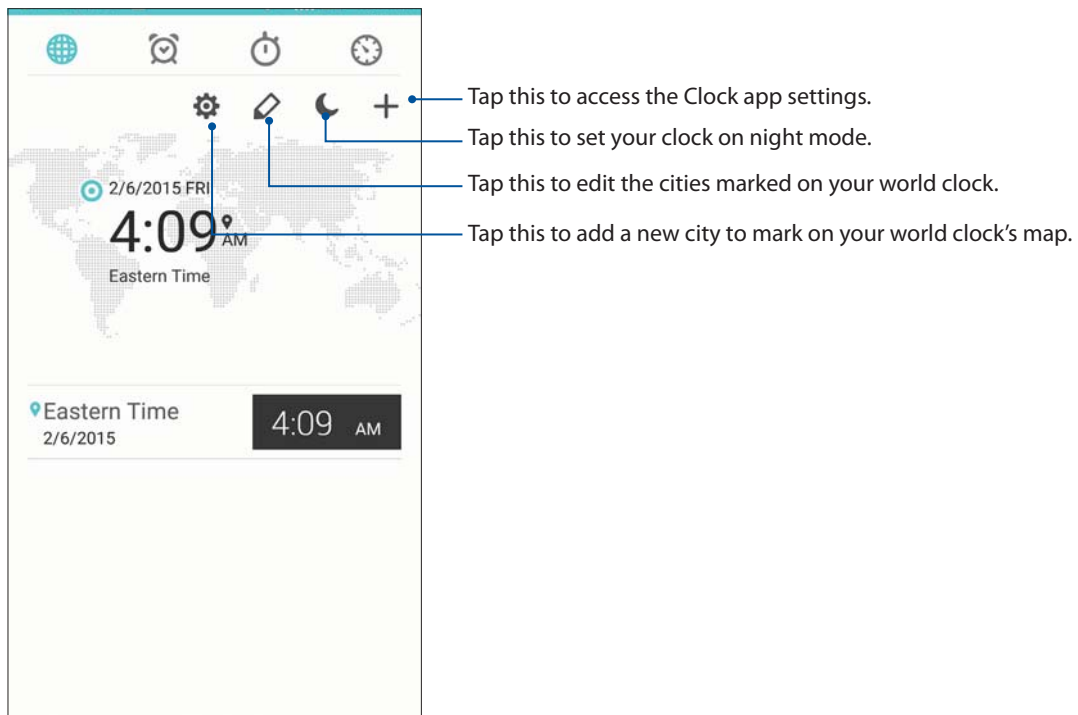 Tap this to access the Clock app settings.
Tap this to set your clock on night mode.
Tap this to edit the cities marked on your world clock.
Tap this to add a new city to mark on your world clock’s map.
2/6/2015 FRI
4:09 AM
Eastern Time
Eastern Time
2/6/2015
4:09 AM